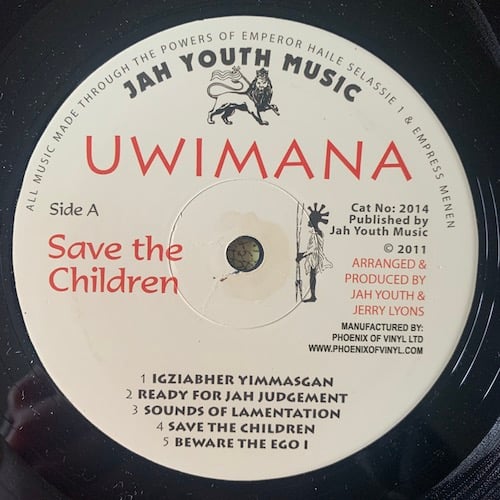 ALL MUSIC MADE THROUGH THE POWERS OF EMPEROR HAILE SELASSIE 1 & EMPRESS MENEN
JAH YOUTH MUSIC
UWIMANA
Side A
Save the
Children
Cat No: 2014
Published by
Jah Youth Music
© 2011
ARRANGED &
PRODUCED BY
JAH YOUTH &
JERRY LYONS
MANUFACTURED BY:
PHOENIX OF VINYL LTD
WWW.PHOENIXOFVINYL.COM
1 IGZIABHER YIMMASGAN
2 READY FOR JAH JUDGEMENT
3 SOUNDS OF LAMENTATION
4 SAVE THE CHILDREN
5 BEWARE THE EGO I